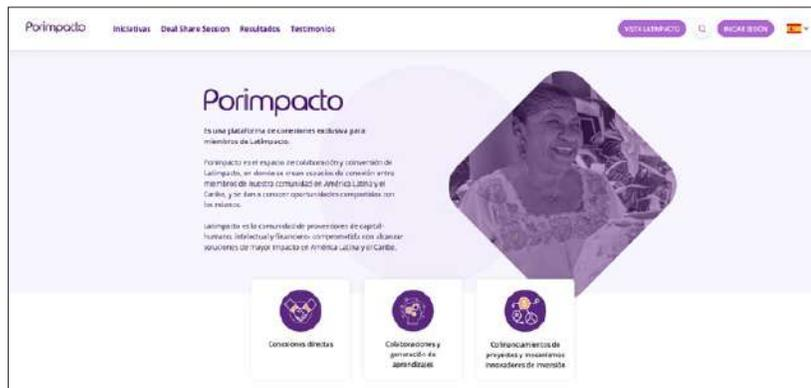 Porimpacto Iniciativas Deal Share Session Resultados Testimonios VISITA LATIMPACTO INICIAR SESIÓN
Porimpacto
Es una plataforma de conexiones exclusiva para
miembros de Latimpacto.
Porimpacto es el espacio de colaboración y coinversión de
Latimpacto, en donde se crean espacios de conexión entre
miembros de nuestra comunidad en América Latina y el
Caribe, y se dan a conocer oportunidades compartidas con
los mismos.
Latimpacto es la comunidad de proveedores de capital-
humano, intelectual y financiero- comprometida con alcanzar
soluciones de mayor impacto en América Latina y el Caribe.
Conexiones directas
Colaboraciones y
generación de
aprendizajes
Cofinanciamientos de
proyectos y mecanismos
innovadores de inversión